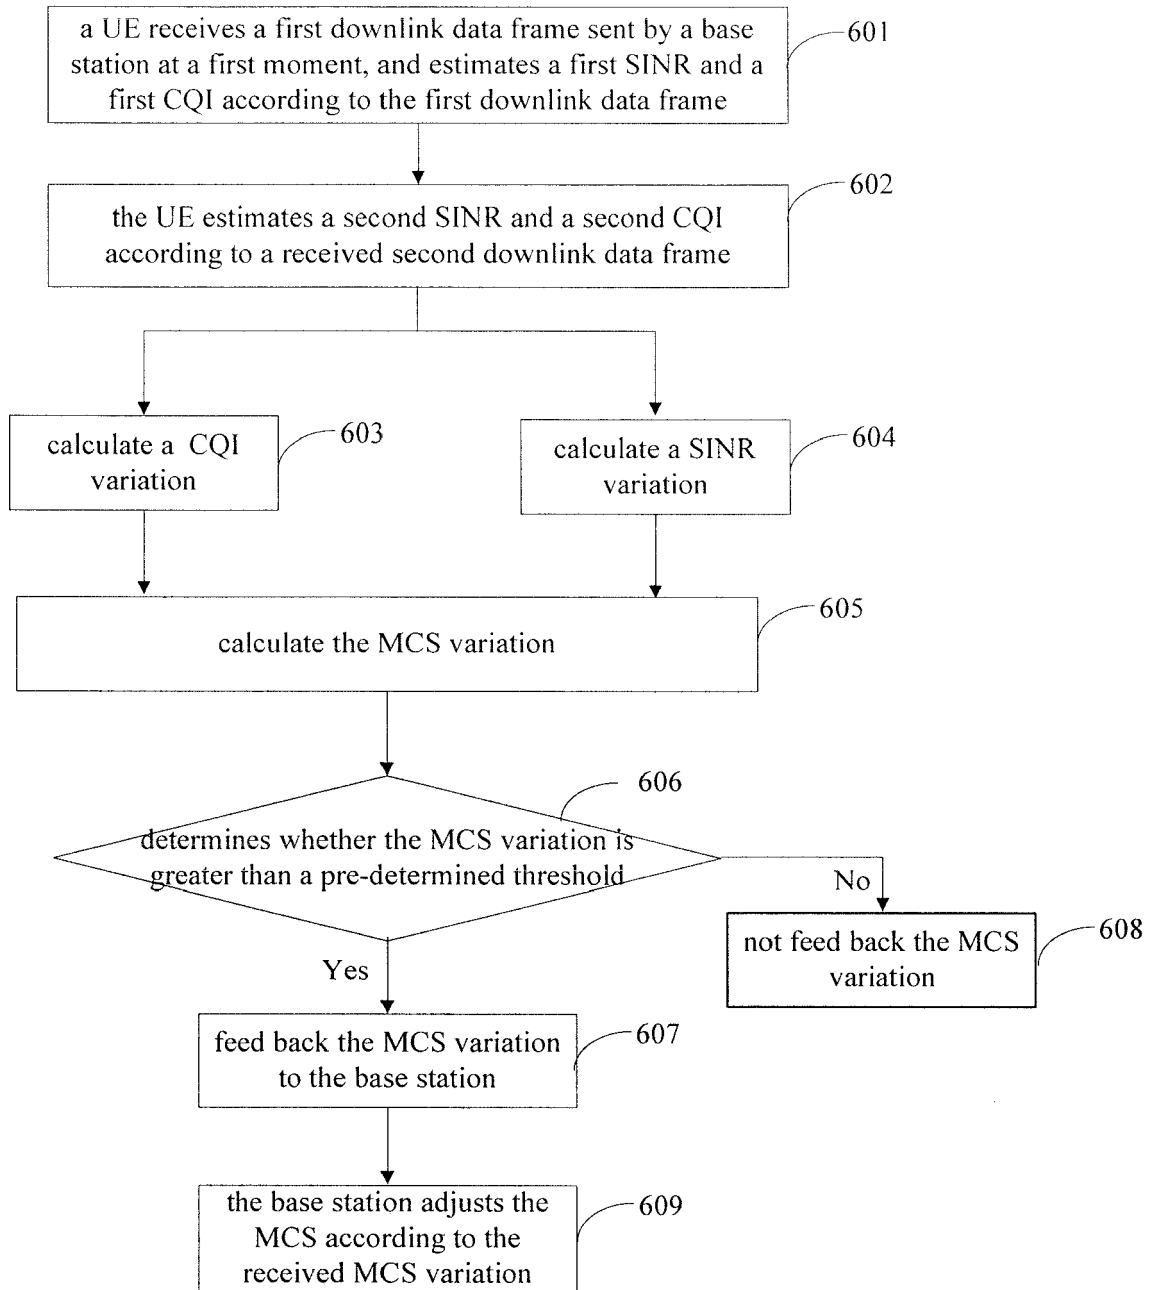 a UE receives a first downlink data frame sent by a base
station at a first moment, and estimates a first SINR and a
first CQI according to the first downlink data frame
601
602
the UE estimates a second SINR and a second CQI
according to a received second downlink data frame
calculate a CQI
variation
603
calculate a SINR
variation
604
605
calculate the MCS variation
606
determines whether the MCS variation is
greater than a pre-determined threshold
No
not feed back the MCS
variation
608
Yes
feed back the MCS variation
to the base station
607
the base station adjusts the
MCS according to the
received MCS variation
609